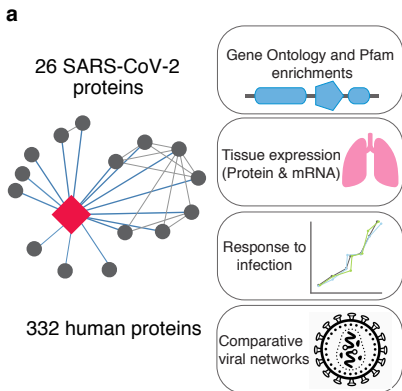 a
26 SARS-CoV-2
proteins
332 human proteins
Gene Ontology and Pfam
enrichments
Tissue expression
(Protein & mRNA)
Response to
infection
Comparative
viral networks